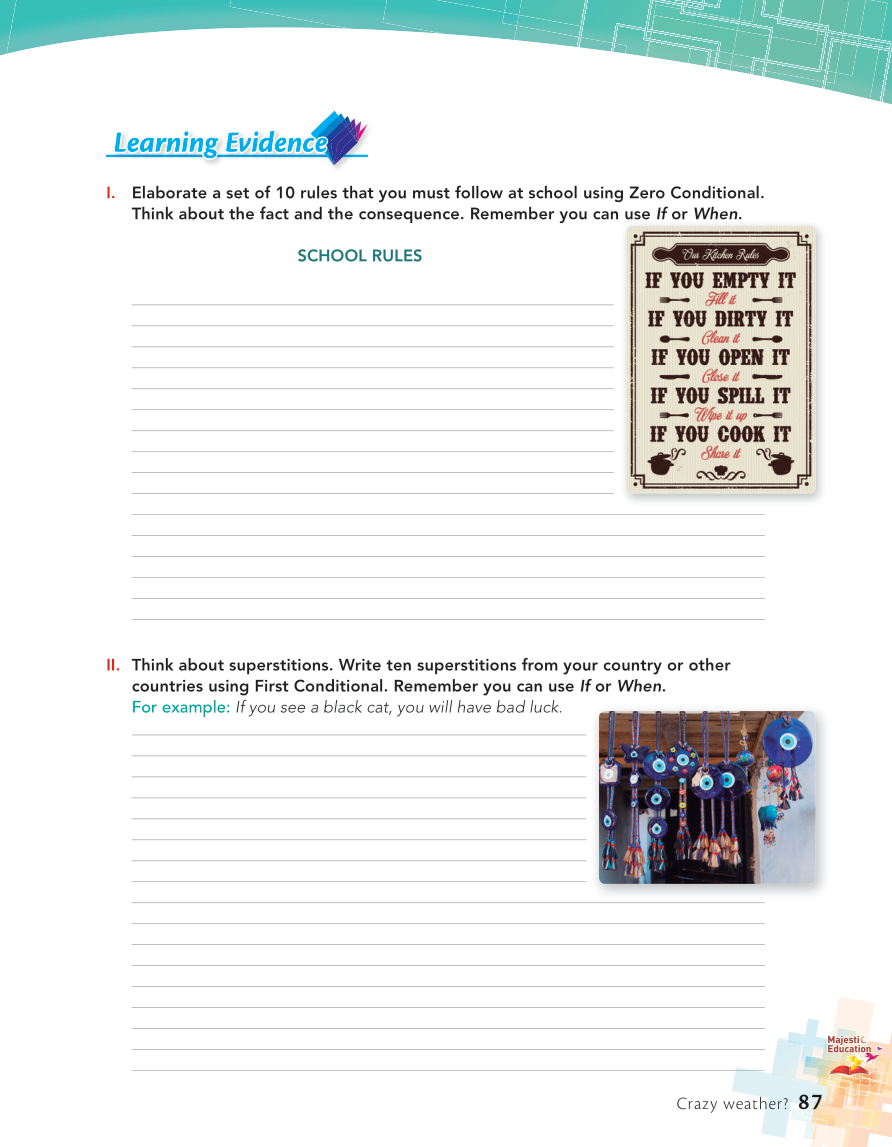 Learning Evidence
I. Elaborate a set of 10 rules that you must follow at school using Zero Conditional.
Think about the fact and the consequence. Remember you can use If or When.
SCHOOL RULES
Our Kitchen Rules
IF YOU EMPTY IT
Fill it
IF YOU DIRTY IT
Clean it
IF YOU OPEN IT
Close it
IF YOU SPILL IT
Wipe it up
IF YOU COOK IT
Share it
II. Think about superstitions. Write ten superstitions from your country or other
countries using First Conditional. Remember you can use If or When.
For example: If you see a black cat, you will have bad luck.
Majestic
Education
Crazy weather? 87